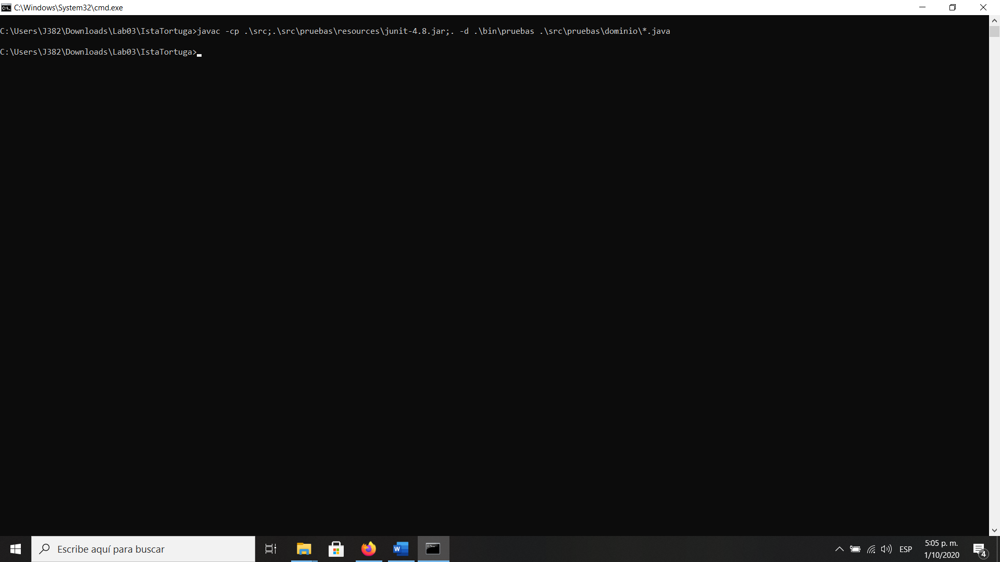 C:\Windows\System32\cmd.exe
C:\Users\J382\Downloads\Lab03\IstaTortuga>javac -cp .\src;.\src\pruebas\resources\junit-4.8.jar;. -d .\bin\pruebas .\src\pruebas\dominio\*.java
C:\Users\J382\Downloads\Lab03\IstaTortuga>
Escribe aquí para buscar
ESP
5:05 p. m.
1/10/2020
4